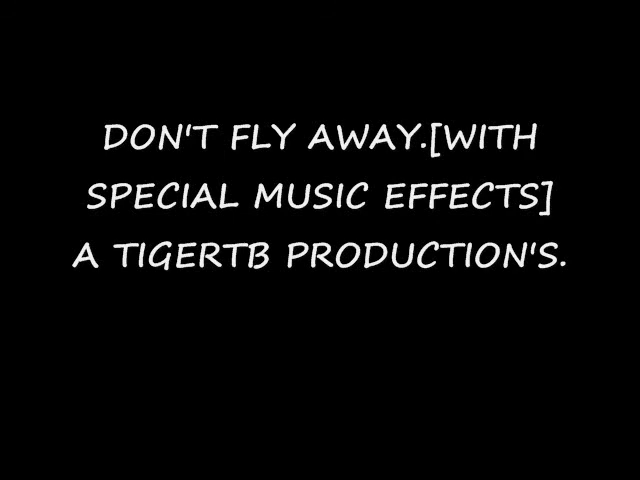 DON'T FLY AWAY.[WITH
SPECIAL MUSIC EFFECTS]
A TIGERTB PRODUCTION'S.